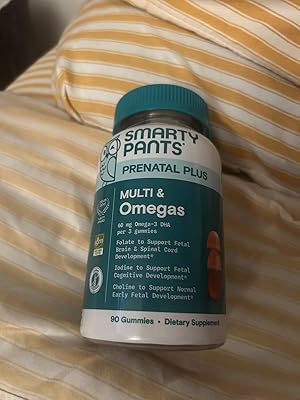 SMARTY
PANTS®
PRENATAL PLUS
MULTI &
Omegas
60 mg Omega-3 DHA
per 3 gummies
Folate to Support Fetal
Brain & Spinal Cord
Development*
Iodine to Support Fetal
Cognitive Development*
Choline to Support Normal
Early Fetal Development*
90 Gummies • Dietary Supplement